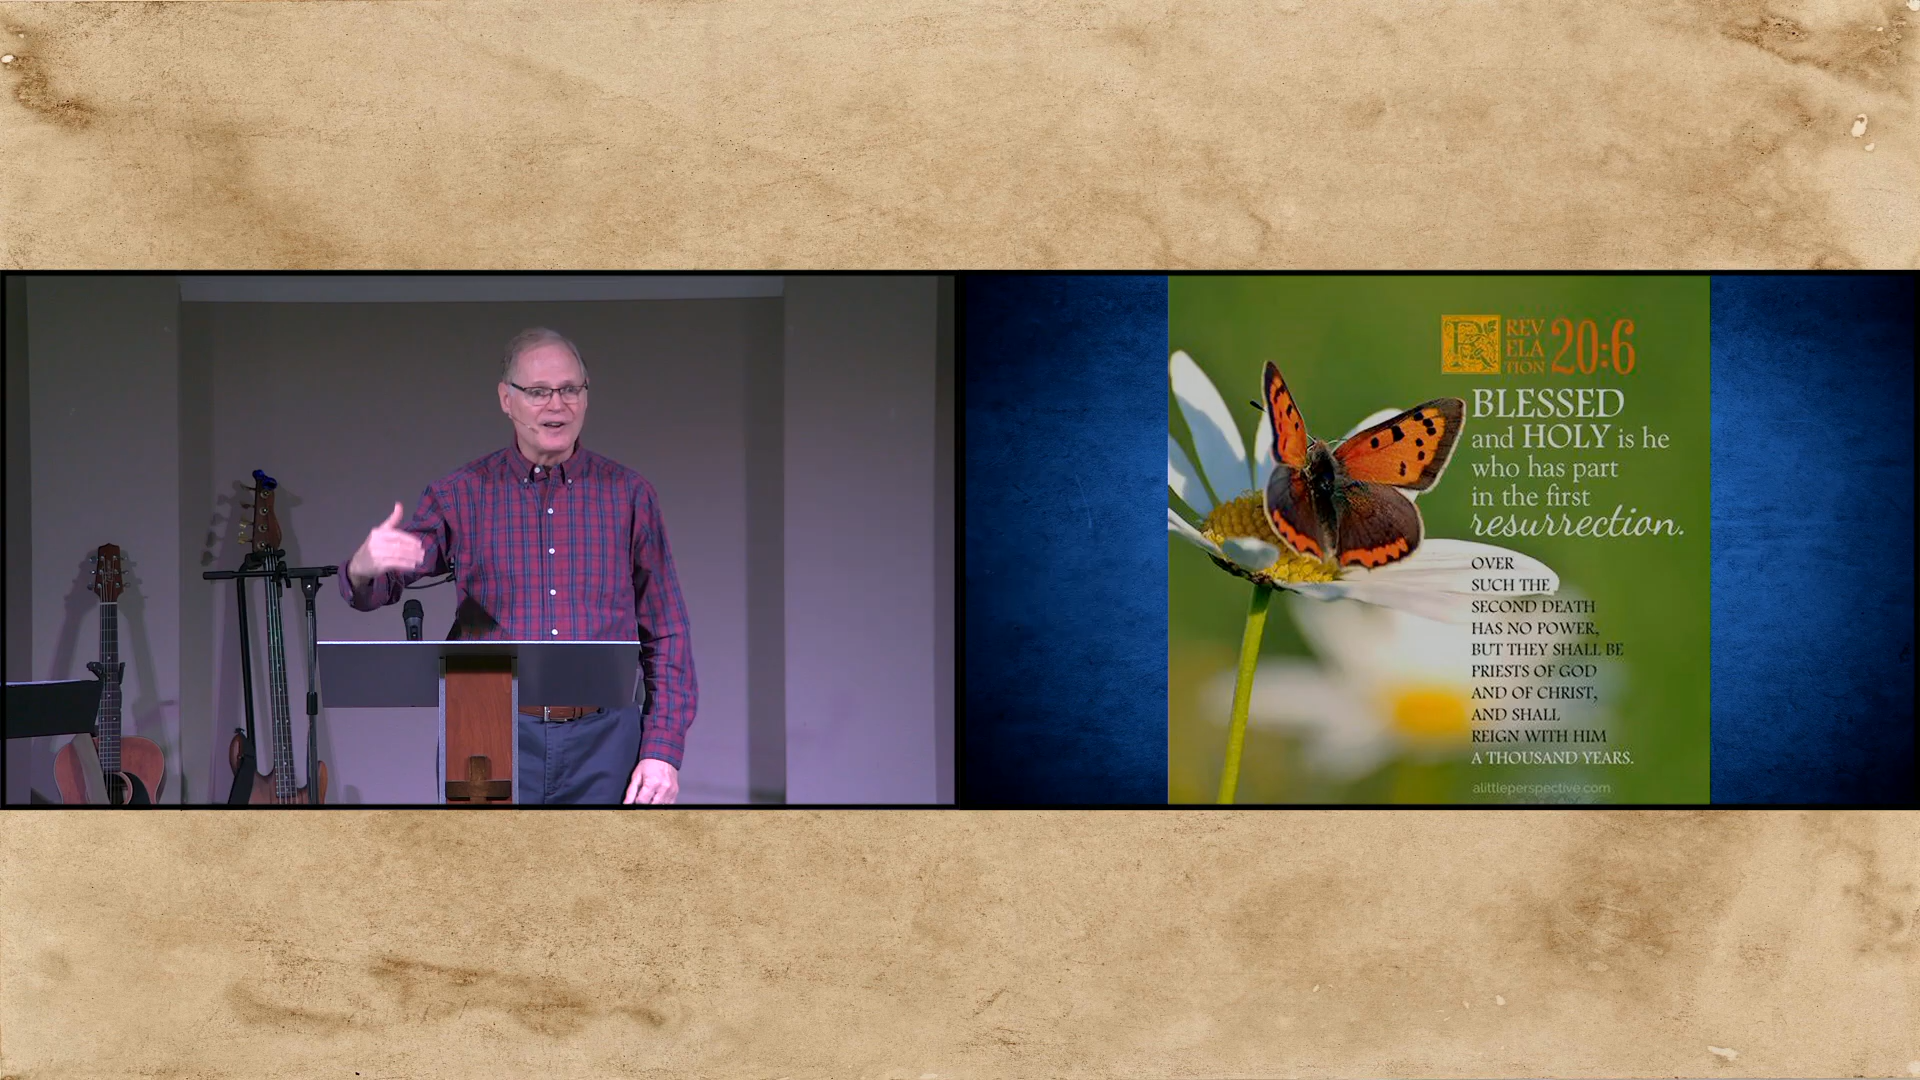 R
REV
ELA
TION
20:6
BLESSED
and HOLY is he
who has part
in the first
resurrection.
OVER
SUCH THE
SECOND DEATH
HAS NO POWER,
BUT THEY SHALL BE
PRIESTS OF GOD
AND OF CHRIST,
AND SHALL
REIGN WITH HIM
A THOUSAND YEARS.
alittleperspective.com